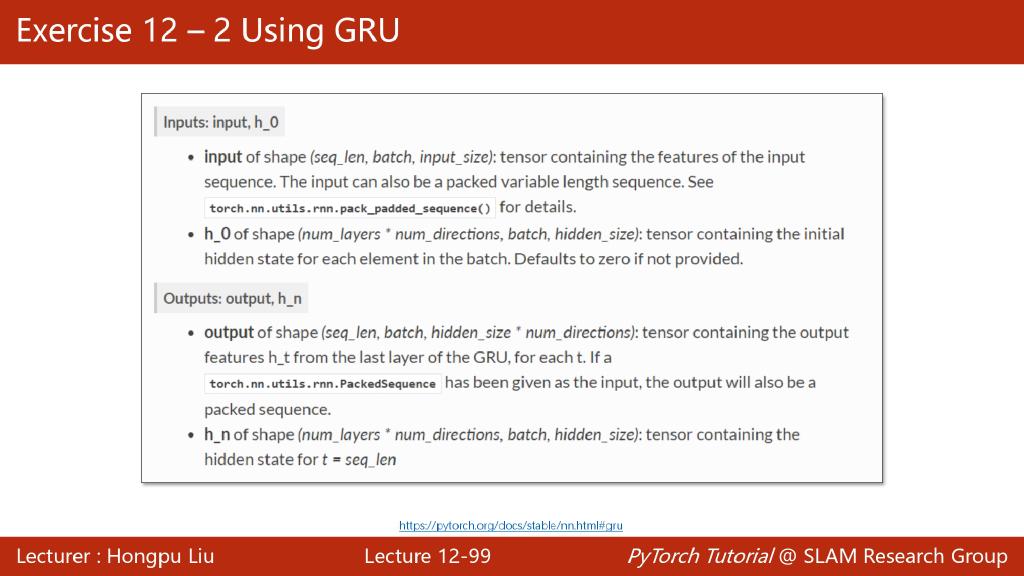 Exercise 12 – 2 Using GRU
Inputs: input, h_0
• input of shape (seq_len, batch, input_size): tensor containing the features of the input
sequence. The input can also be a packed variable length sequence. See
torch.nn.utils.rnn.pack_padded_sequence() for details.
• h_0 of shape (num_layers * num_directions, batch, hidden_size): tensor containing the initial
hidden state for each element in the batch. Defaults to zero if not provided.
Outputs: output, h_n
• output of shape (seq_len, batch, hidden_size * num_directions): tensor containing the output
features h_t from the last layer of the GRU, for each t. If a
torch.nn.utils.rnn.PackedSequence has been given as the input, the output will also be a
packed sequence.
• h_n of shape (num_layers * num_directions, batch, hidden_size): tensor containing the
hidden state for t = seq_len
https://pytorch.org/docs/stable/nn.html#gru
Lecturer : Hongpu Liu
Lecture 12-99
PyTorch Tutorial @ SLAM Research Group